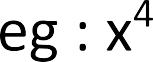 eg : x⁴